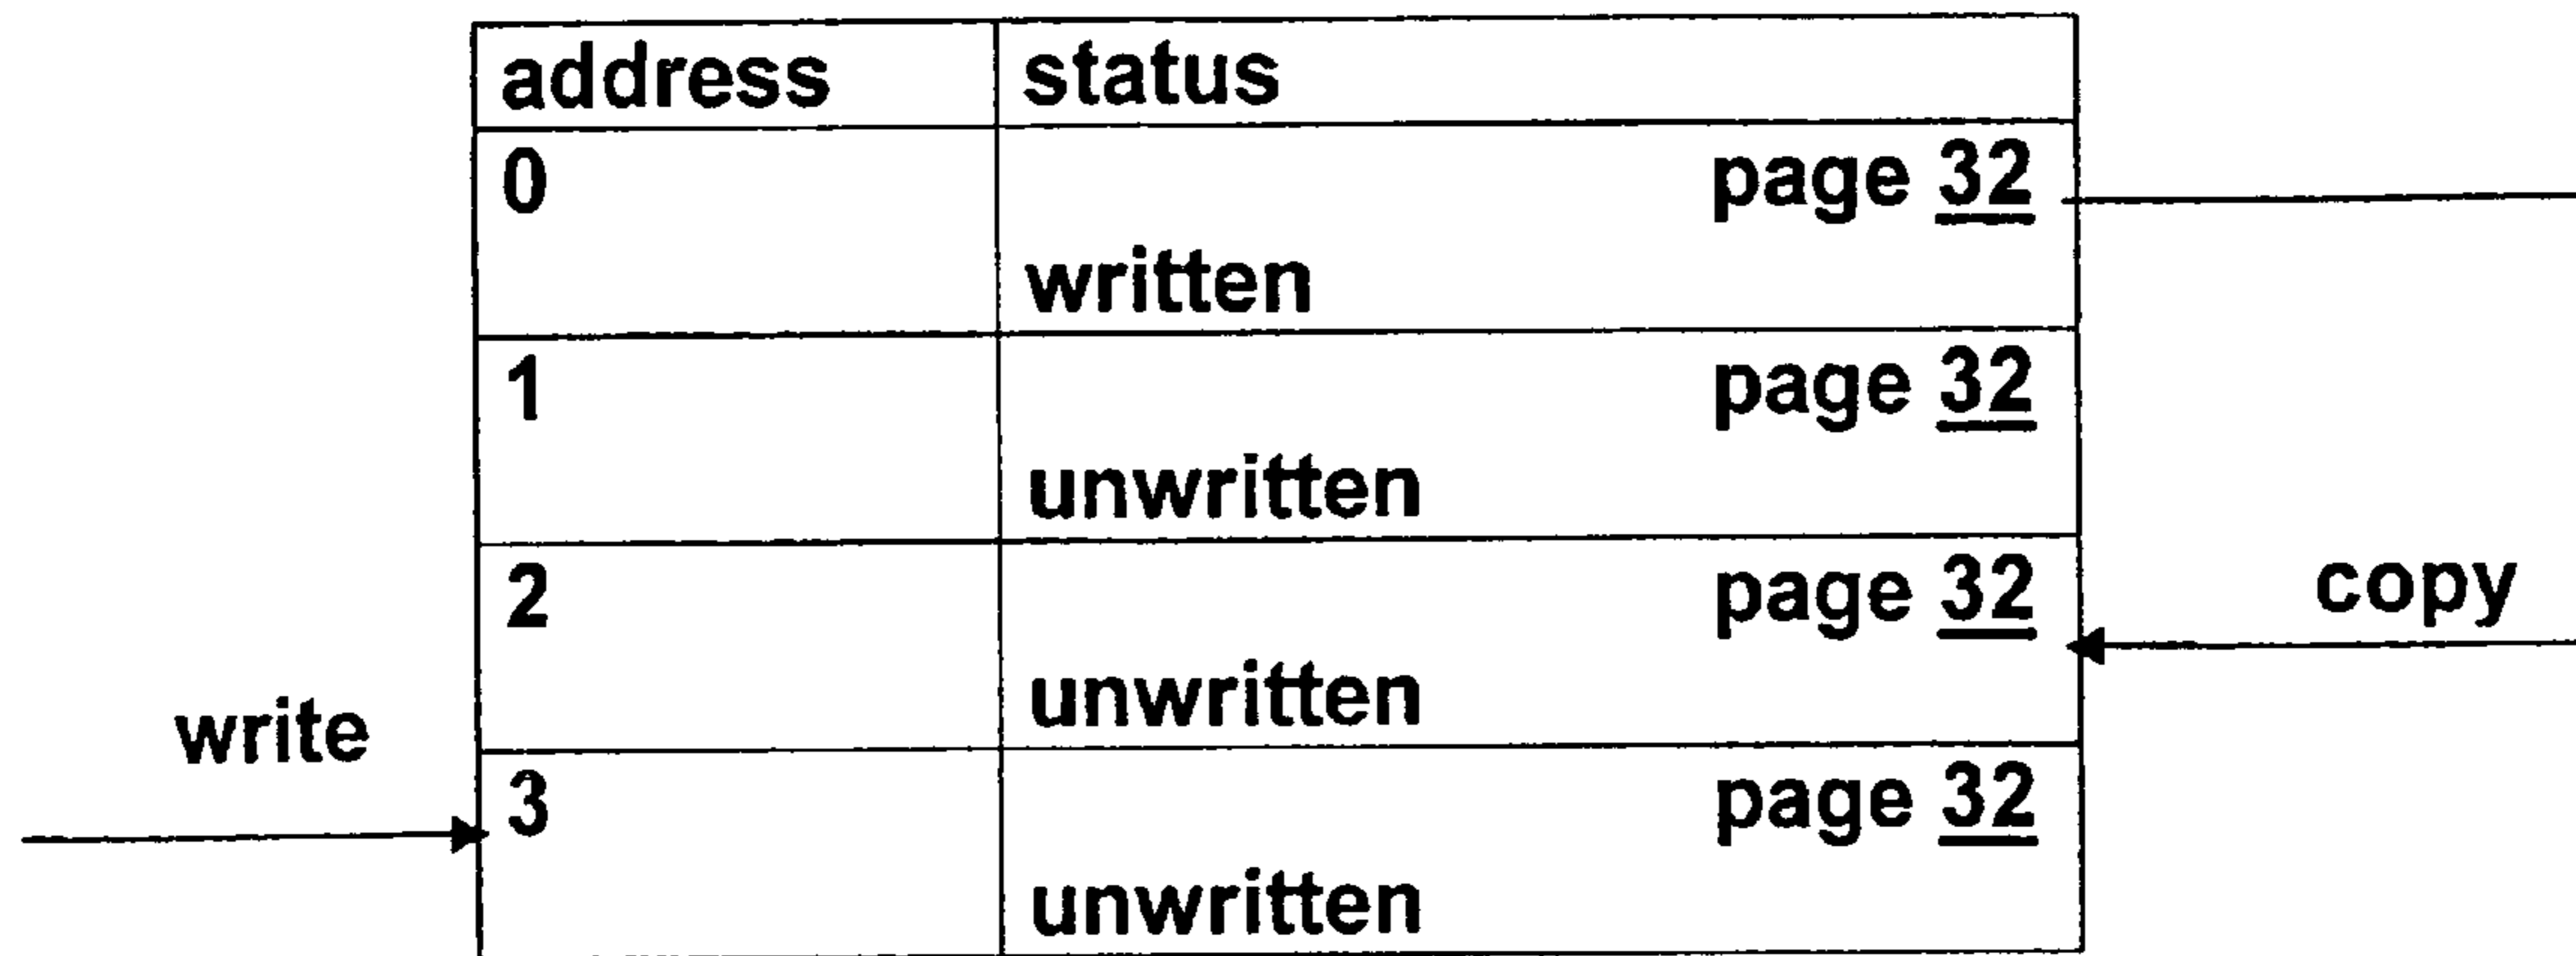 address status
0 page 32
written
1 page 32
unwritten
2 page 32
copy
unwritten
write
3 page 32
unwritten